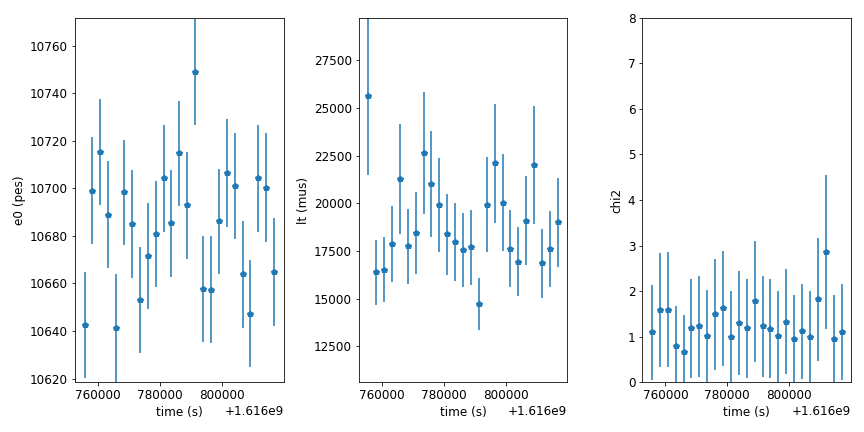 e0 (pes)
10760
10740
10720
10700
10680
10660
10640
10620
760000 780000 800000
time (s)
+1.616e9
lt (mus)
27500
25000
22500
20000
17500
15000
12500
760000 780000 800000
time (s)
+1.616e9
chi2
8
7
6
5
4
3
2
1
0
760000 780000 800000
time (s)
+1.616e9